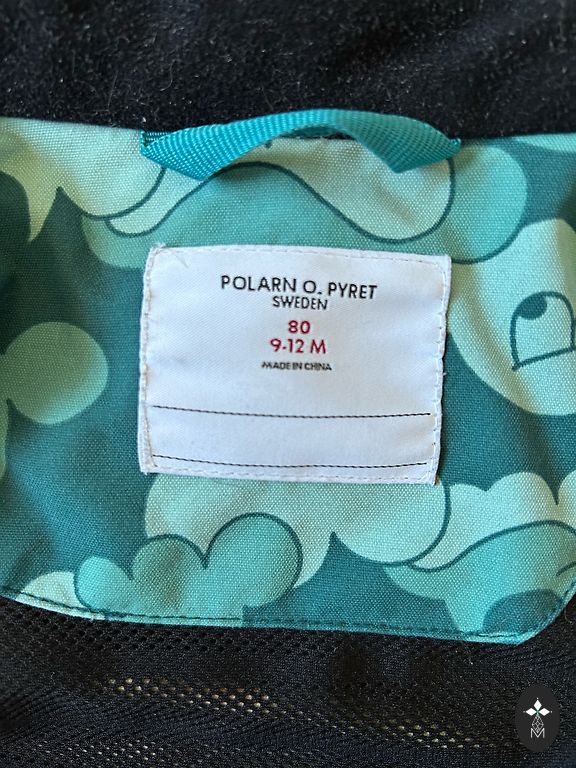 POLARN O. PYRET
SWEDEN
80
9-12 M
MADE IN CHINA